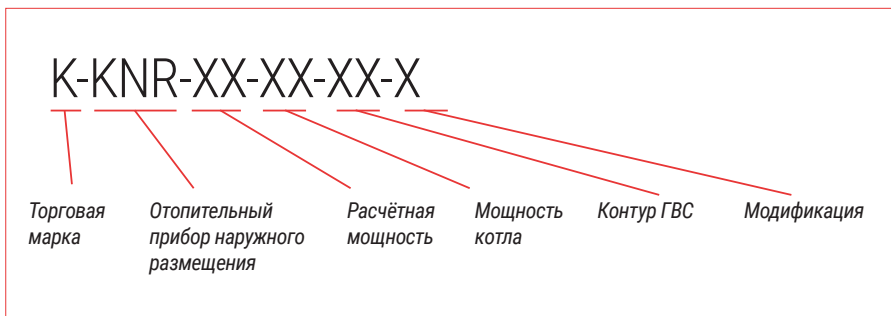 K-KNR-XX-XX-XX-X
Торговая марка
Отопительный прибор наружного размещения
Расчётная мощность
Мощность котла
Контур ГВС
Модификация